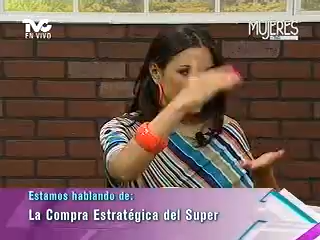 TVC
EN VIVO
MUJERES
Estamos hablando de:
La Compra Estratégica del Super